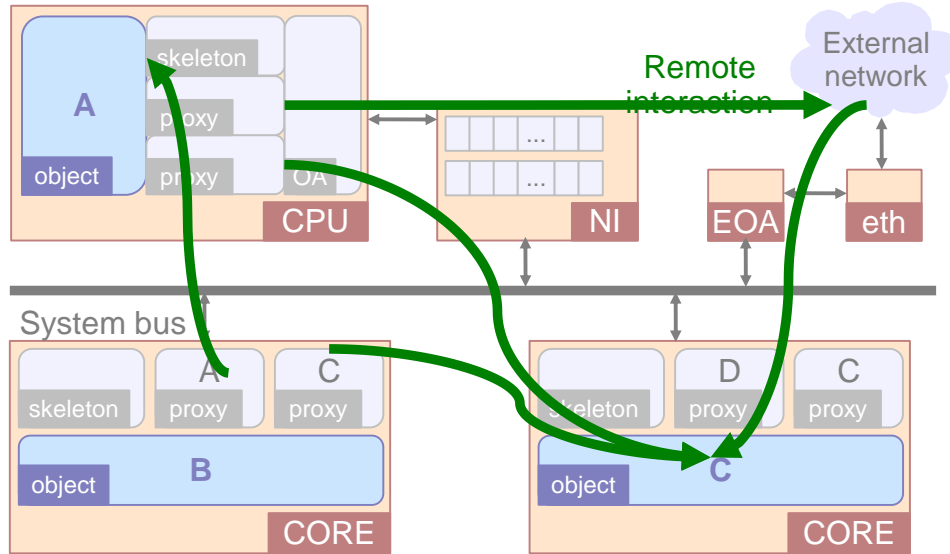 skeleton
A
proxy
object
proxy
OA
CPU
Remote
interaction
...
...
NI
External
network
EOA
eth
System bus
A
C
skeleton
proxy
proxy
B
object
CORE
D
C
skeleton
proxy
proxy
C
object
CORE